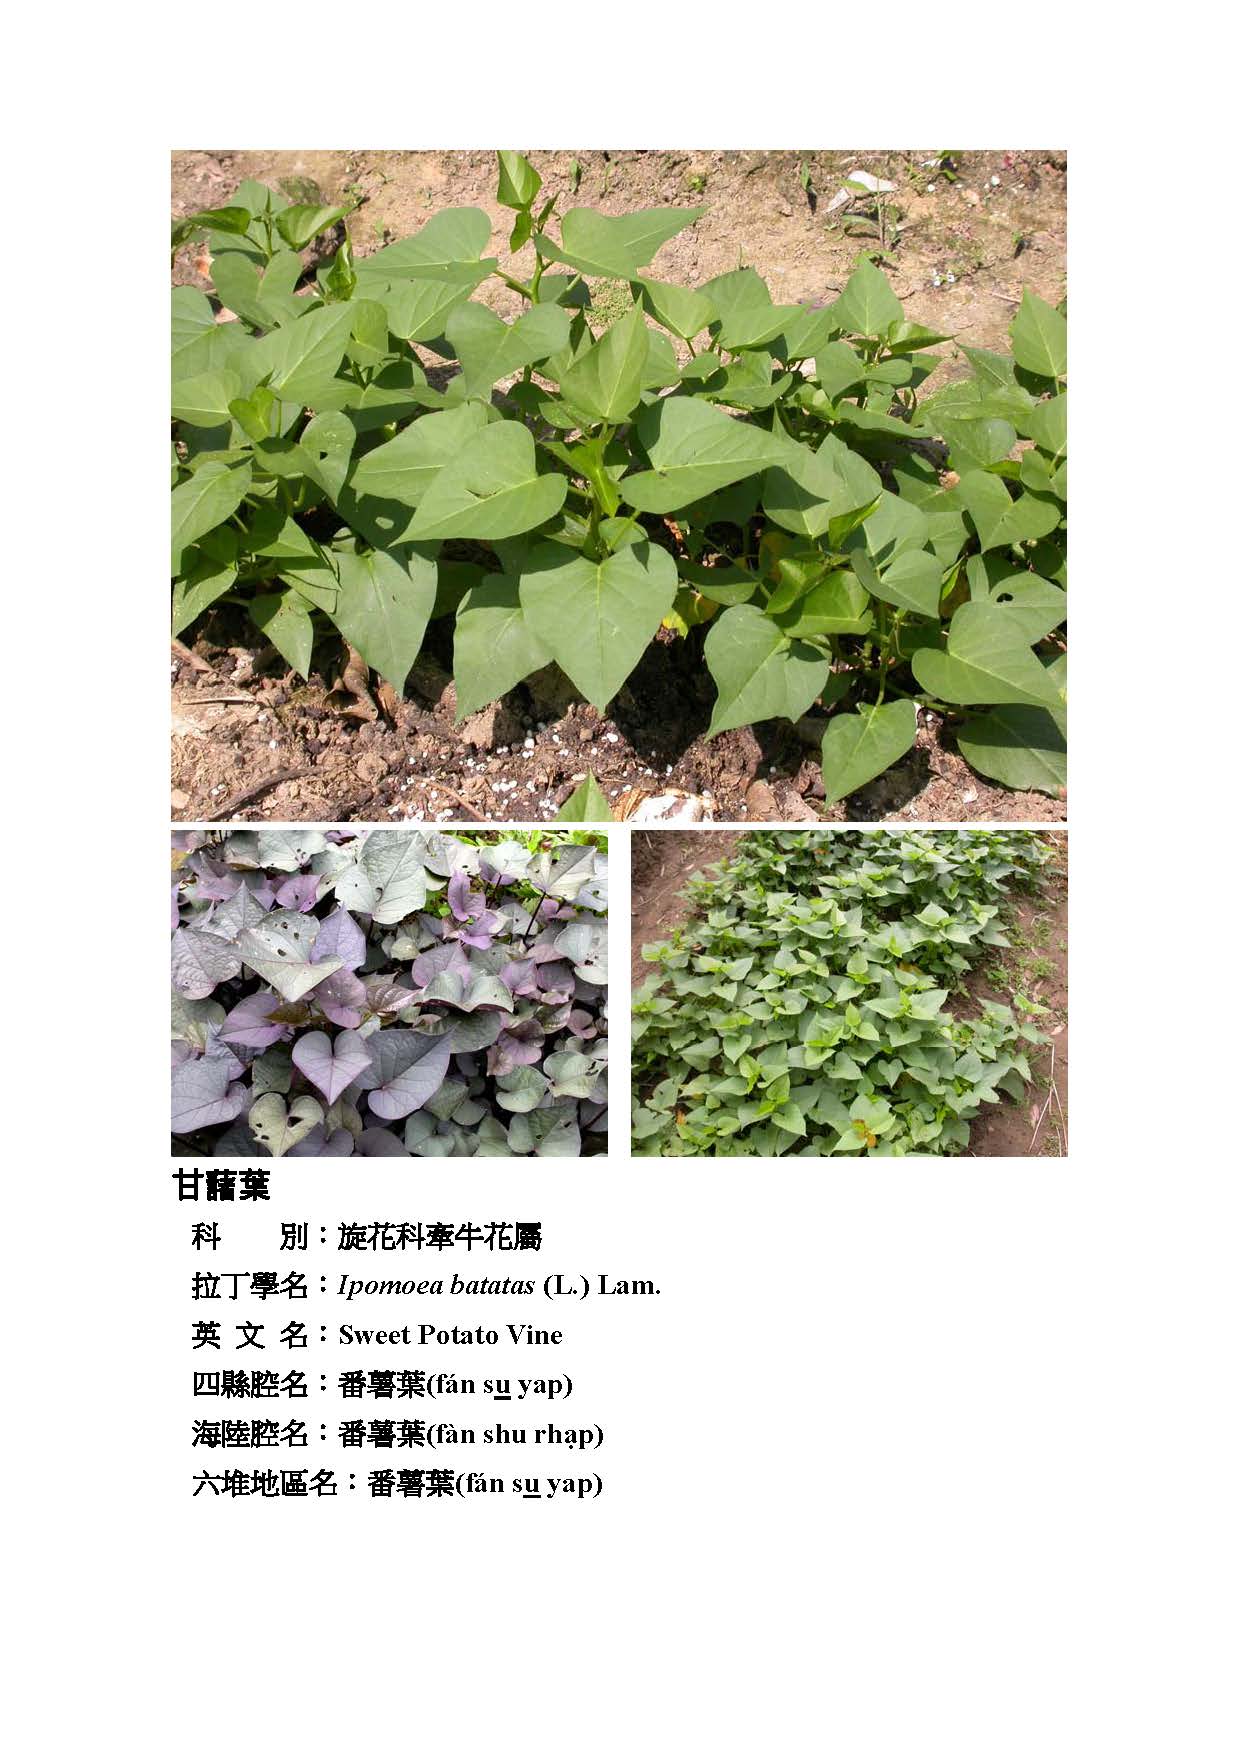 甘藷葉
科　　別：旋花科牽牛花屬
拉丁學名：Ipomoea batatas (L.) Lam.
英 文 名：Sweet Potato Vine
四縣腔名：番薯葉(fán su yap)
海陸腔名：番薯葉(fàn shu rhạp)
六堆地區名：番薯葉(fán su yap)